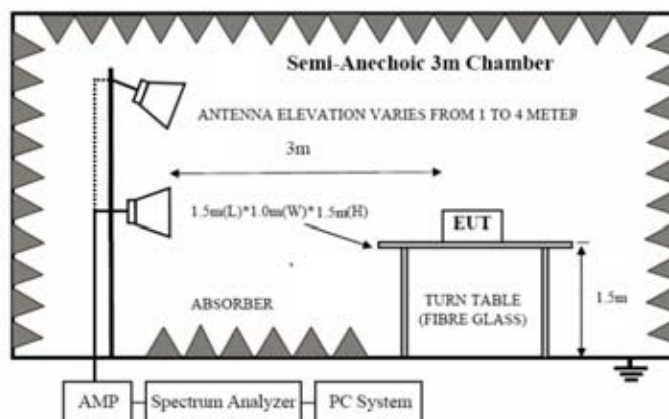 Semi-Anechoic 3m Chamber
ANTENNA ELEVATION VARIES FROM 1 TO 4 METER
3m
1.5m(L)*1.0m(W)*1.5m(H)
EUT
ABSORBER
TURN TABLE
(FIBRE GLASS)
1.5m
AMP
Spectrum Analyzer
PC System